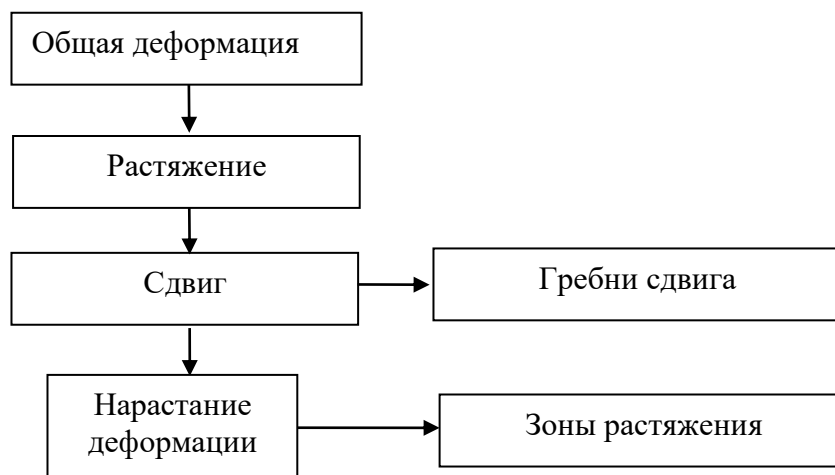 Общая деформация
Растяжение
Сдвиг
Гребни сдвига
Нарастание
деформации
Зоны растяжения